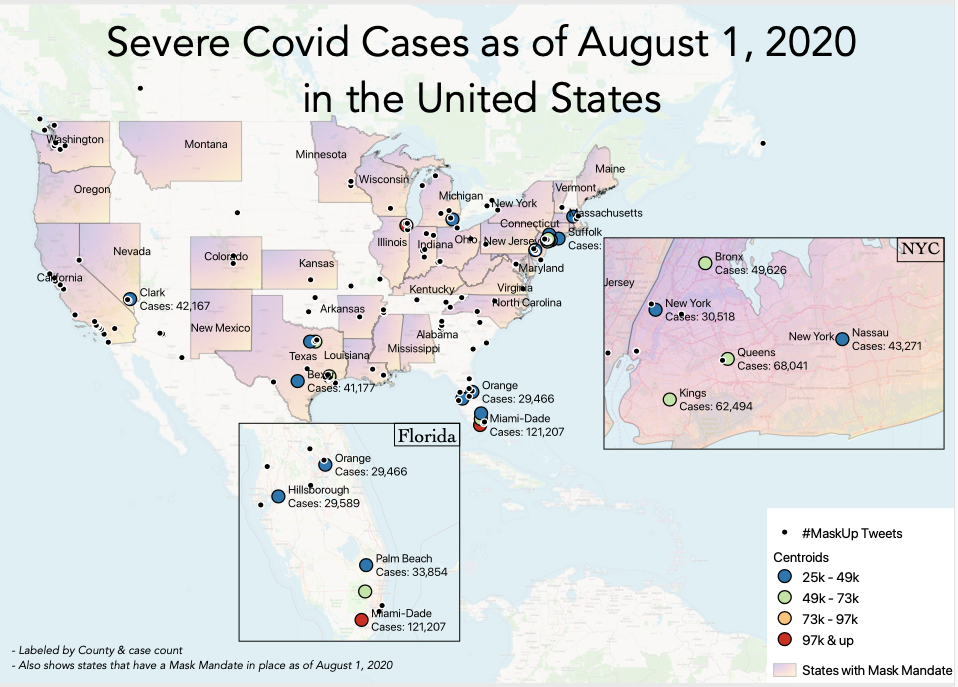 Severe Covid Cases as of August 1, 2020
in the United States
Washington
Montana
Minnesota
Maine
Oregon
Wisconsin
Vermont
Michigan
New York
Massachusetts
Connecticut
Suffolk
Cases:
Nevada
Illinois
Indiana
Ohio
New Jersey
Colorado
Kansas
Maryland
California
Kentucky
Virginia
Clark
Cases: 42,167
Arkansas
North Carolina
New Mexico
Alabama
Mississippi
Texas
Louisiana
Bexar
Cases: 41,177
Orange
Cases: 29,466
Miami-Dade
Cases: 121,207
NYC
Bronx
Cases: 49,626
Jersey
New York
Cases: 30,518
New York
Nassau
Cases: 43,271
Queens
Cases: 68,041
Kings
Cases: 62,494
Florida
Orange
Cases: 29,466
Hillsborough
Cases: 29,589
Palm Beach
Cases: 33,854
Miami-Dade
Cases: 121,207
#MaskUp Tweets
Centroids
25k - 49k
49k - 73k
73k - 97k
97k & up
States with Mask Mandate
- Labeled by County & case count
- Also shows states that have a Mask Mandate in place as of August 1, 2020